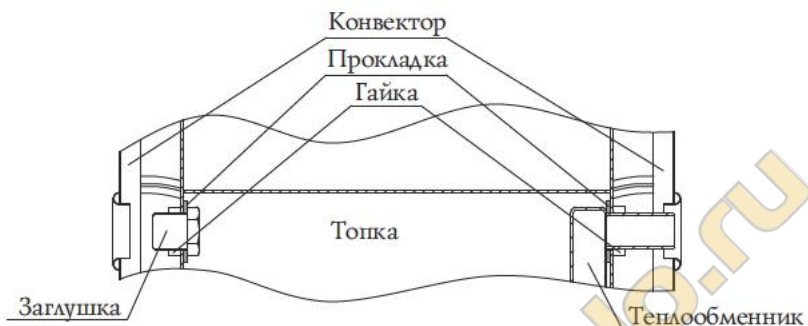 Конвектор
Прокладка
Гайка
Топка
Заглушка
Теплообменник